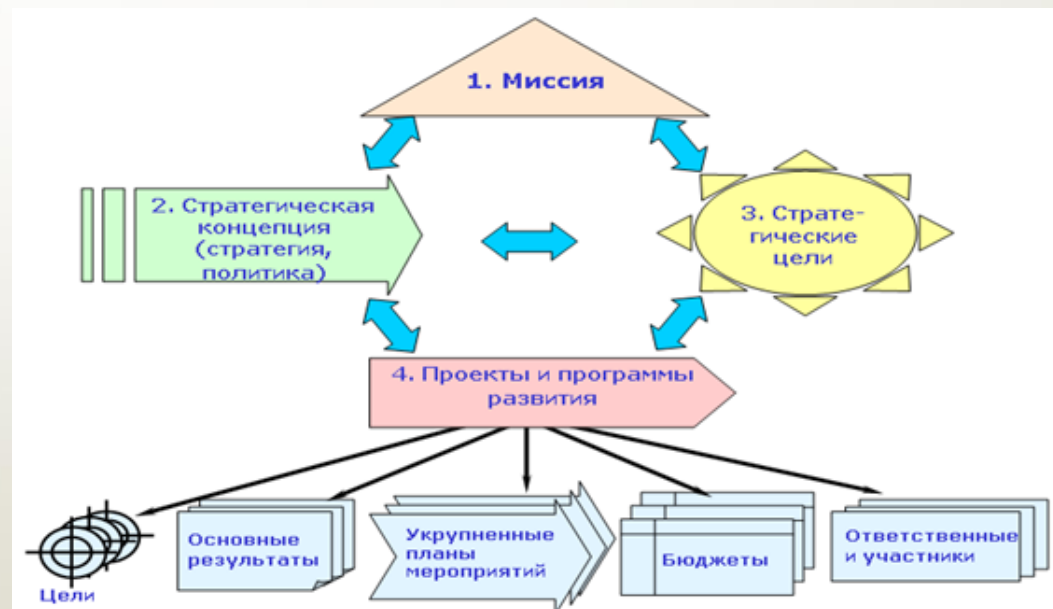 1. Миссия
2. Стратегическая
концепция
(стратегия,
политика)
3. Страте-
гические
цели
4. Проекты и программы
развития
Цели
Основные
результаты
Укрупненные
планы
мероприятий
Бюджеты
Ответственные
и участники